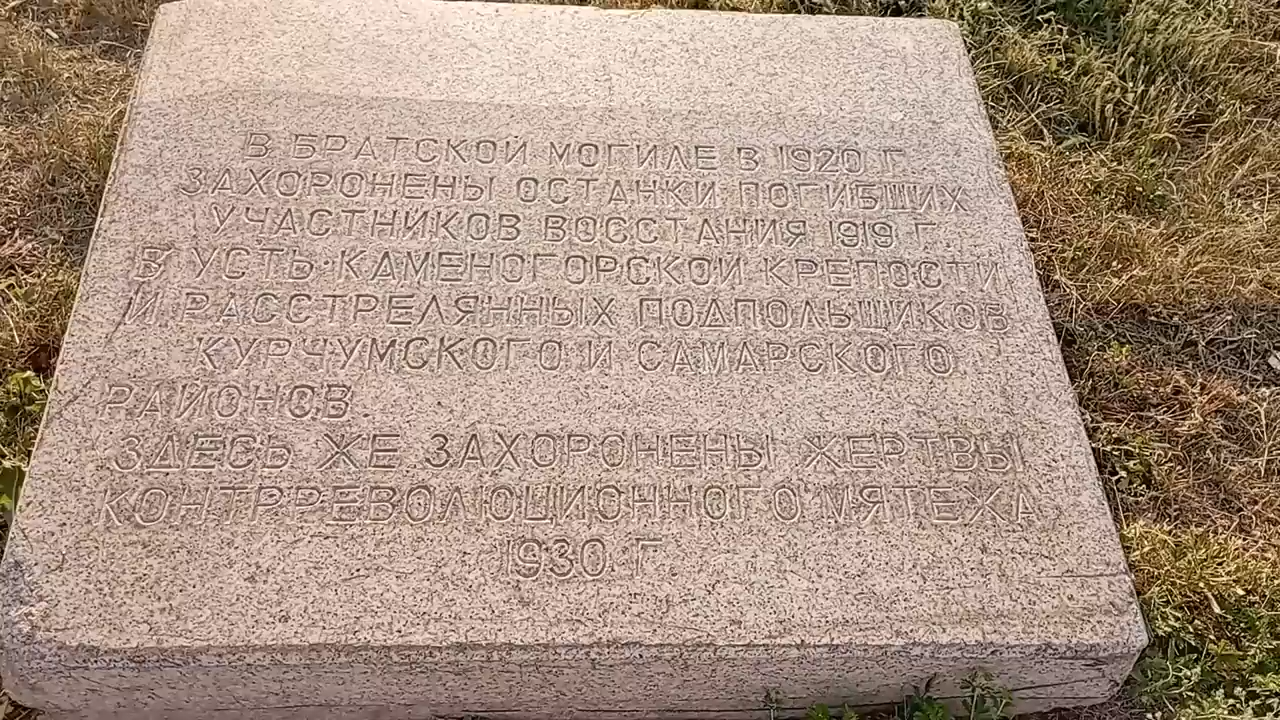 В БРАТСКОЙ МОГИЛЕ В 1920 Г.
ЗАХОРОНЕНЫ ОСТАНКИ ПОГИБШИХ
УЧАСТНИКОВ ВОССТАНИЯ 1919 Г.
В УСТЬ-КАМЕНОГОРСКОЙ КРЕПОСТИ
И РАССТРЕЛЯННЫХ ПОДПОЛЬЩИКОВ
КУРЧУМСКОГО И САМАРСКОГО
РАЙОНОВ
ЗДЕСЬ ЖЕ ЗАХОРОНЕНЫ ЖЕРТВЫ
КОНТРРЕВОЛЮЦИОННОГО МЯТЕЖА
1930 Г.